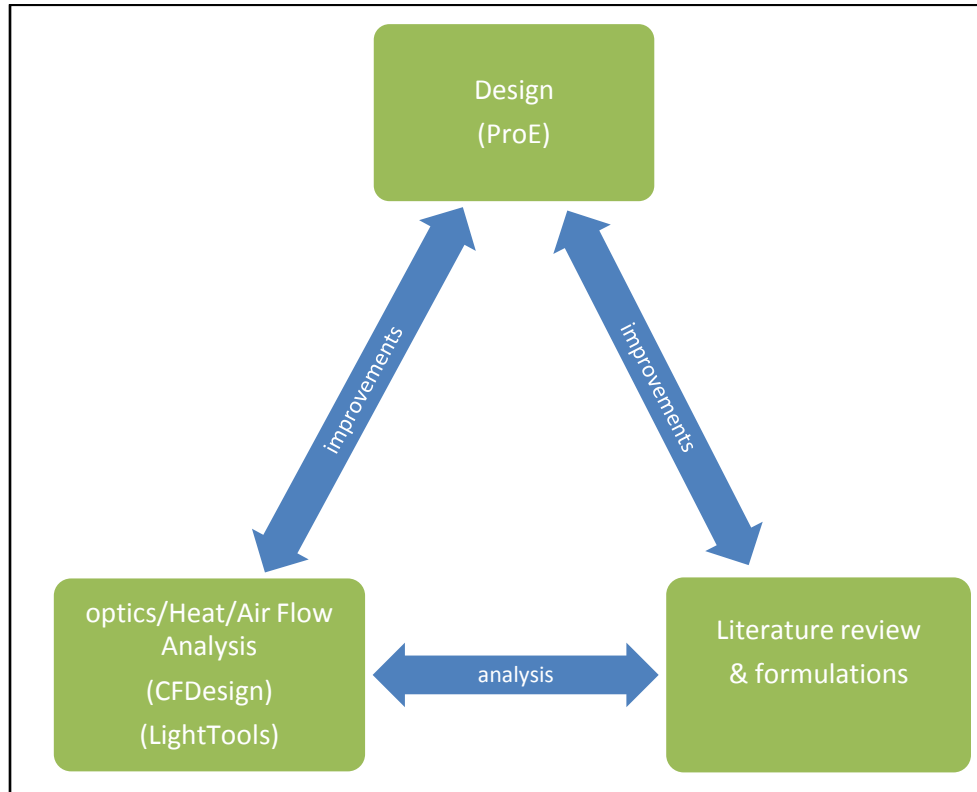 Design
(ProE)
improvements
improvements
optics/Heat/Air Flow
Analysis
(CFDesign)
(LightTools)
analysis
Literature review
& formulations